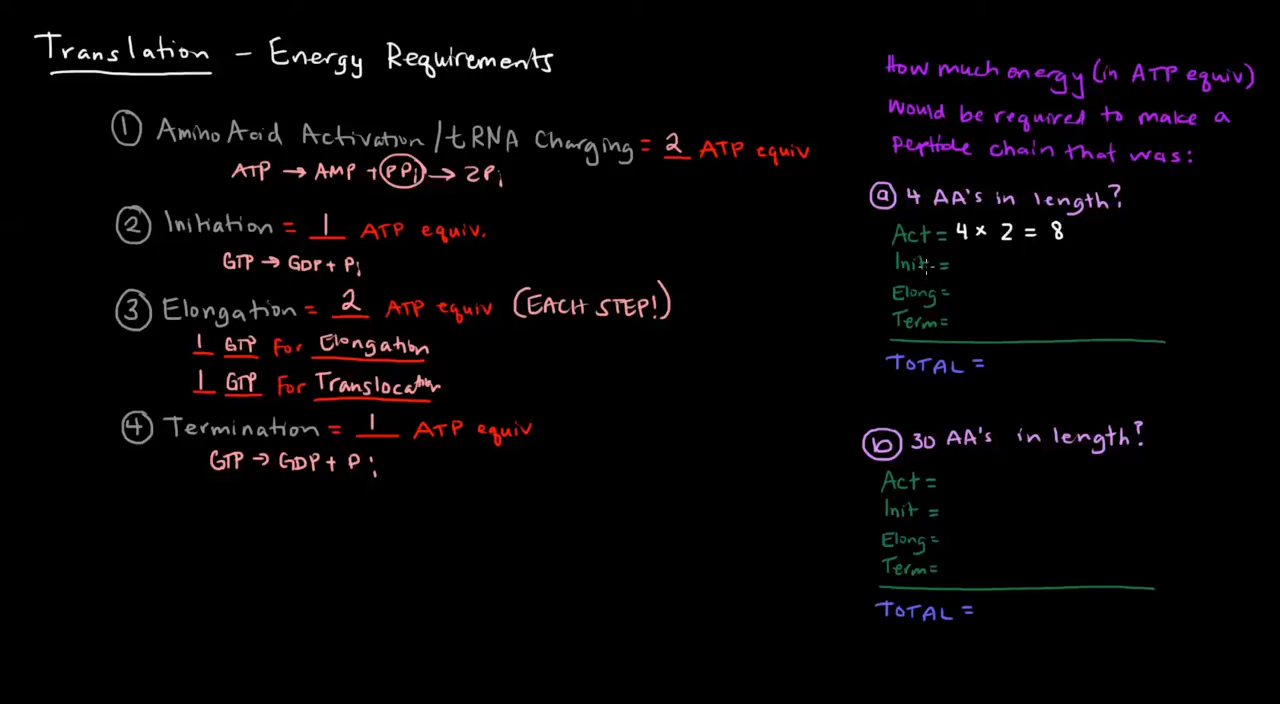 Translation - Energy Requirements
① Amino Acid Activation/tRNA Charging = 2 ATP equiv
ATP → AMP + PPi → 2Pi
② Initiation = 1 ATP equiv.
GTP → GDP + Pi
③ Elongation = 2 ATP equiv (EACH STEP!)
1 GTP for Elongation
1 GTP for Translocation
④ Termination = 1 ATP equiv
GTP → GDP + Pi
How much energy (in ATP equiv)
would be required to make a
peptide chain that was:
ⓐ 4 AA's in length?
Act = 4 × 2 = 8
Init =
Elong =
Term =
TOTAL =
ⓑ 30 AA's in length?
Act =
Init =
Elong =
Term =
TOTAL =